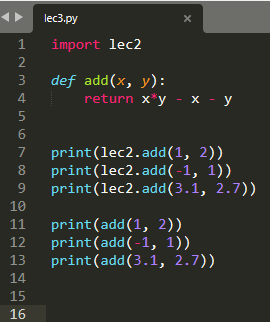 lec3.py ×
1 import lec2
2
3 def add(x, y):
4     return x*y - x - y
5
6
7 print(lec2.add(1, 2))
8 print(lec2.add(-1, 1))
9 print(lec2.add(3.1, 2.7))
10
11 print(add(1, 2))
12 print(add(-1, 1))
13 print(add(3.1, 2.7))
14
15
16